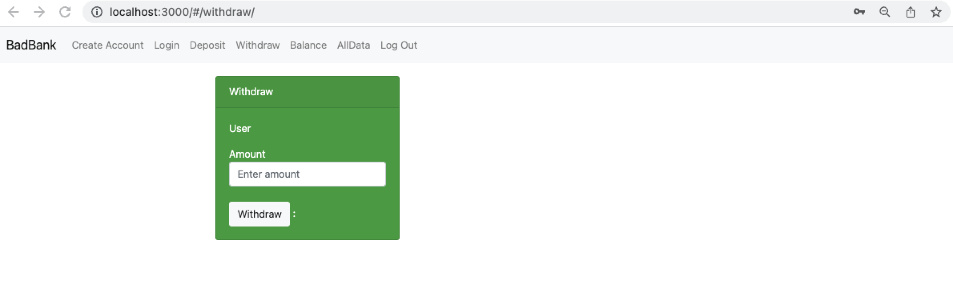 localhost:3000/#/withdraw/
BadBank Create Account Login Deposit Withdraw Balance AllData Log Out
Withdraw
User
Amount
Enter amount
Withdraw :